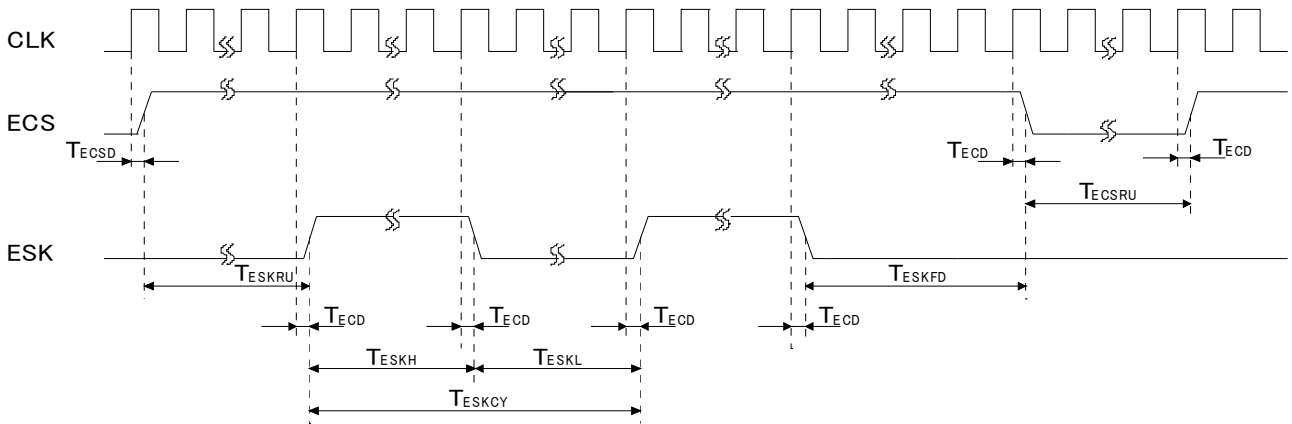 CLK
ECS
TECSD
TECD
TECD
TECSRU
ESK
TESKRU
TESKFD
TECD
TECD
TECD
TECD
TESKH
TESKL
TESKCY